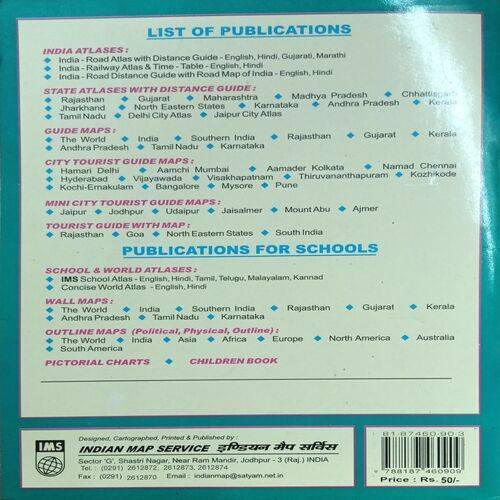 LIST OF PUBLICATIONS
INDIA ATLASES :
India - Road Atlas with Distance Guide - English, Hindi, Gujarati, Marathi
India - Railway Atlas & Time - Table - English, Hindi
India - Road Distance Guide with Road Map of India - English, Hindi
STATE ATLASES WITH DISTANCE GUIDE :
Rajasthan Gujarat Maharashtra Madhya Pradesh Chhattisgarh
Jharkhand North Eastern States Karnataka Andhra Pradesh Kerala
Tamil Nadu Delhi City Atlas Jaipur City Atlas
GUIDE MAPS :
The World India Southern India Rajasthan Gujarat Kerala
Andhra Pradesh Tamil Nadu Karnataka
CITY TOURIST GUIDE MAPS :
Hamari Delhi Aamchi Mumbai Aamader Kolkata Namad Chennai
Hyderabad Vijayawada Visakhapatnam Thiruvananthapuram Kozhikode
Kochi-Ernakulam Bangalore Mysore Pune
MINI CITY TOURIST GUIDE MAPS :
Jaipur Jodhpur Udaipur Jaisalmer Mount Abu Ajmer
TOURIST GUIDE WITH MAP :
Rajasthan Goa North Eastern States South India
PUBLICATIONS FOR SCHOOLS
SCHOOL & WORLD ATLASES :
IMS School Atlas - English, Hindi, Tamil, Telugu, Malayalam, Kannad
Concise World Atlas - English, Hindi
WALL MAPS :
The World India Southern India Rajasthan Gujarat Kerala
Andhra Pradesh Tamil Nadu Karnataka
OUTLINE MAPS (Political, Physical, Outline) :
The World India Asia Africa Europe North America Australia
South America
PICTORIAL CHARTS CHILDREN BOOK
IMS
Designed, Cartographed, Printed & Published by :
INDIAN MAP SERVICE इण्डियन मैप सर्विस
Sector 'G', Shastri Nagar, Near Ram Mandir, Jodhpur - 3 (Raj.) INDIA
Tel. : (0291) 2612872, 2612873, 2612874
Fax : (0291) 2612870 E-mail : indianmap@satyam.net.in
81-87460-90-3
9788187460909
Price : Rs. 50/-